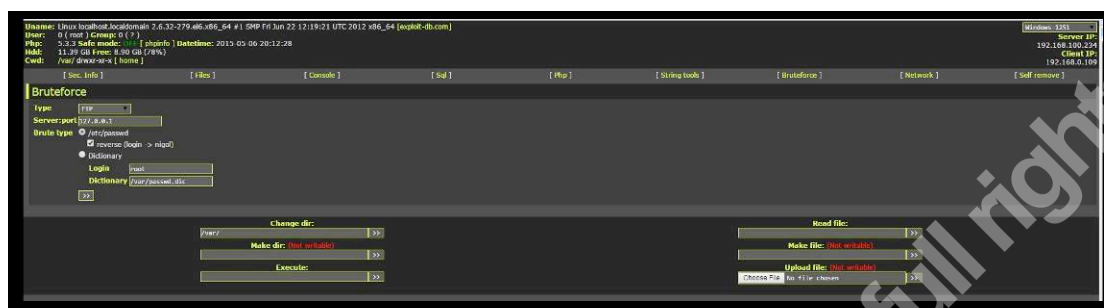 Uname: Linux localhost.localdomain 2.6.32-279.el6.x86_64 #1 SMP Fri Jun 22 12:19:21 UTC 2012 x86_64 [exploit-db.com]
User: 0 ( root ) Group: 0 ( ? )
Php: 5.3.3 Safe mode: OFF [ phpinfo ] Datetime: 2015-05-06 20:12:28
Hdd: 11.39 GB Free: 8.90 GB (78%)
Cwd: /var/ drwxr-xr-x [ home ]
Windows-1251
Server IP:
192.168.100.234
Client IP:
192.168.0.109
[ Sec. Info ] [ Files ] [ Console ] [ Sql ] [ Php ] [ String tools ] [ Bruteforce ] [ Network ] [ Self remove ]
Bruteforce
Type FTP
Server:port 127.0.0.1
Brute type /etc/passwd
reverse (login -> nigol)
Dictionary
Login root
Dictionary /var/passwd.dic
>>
Change dir: Read file:
/var/ >> >>
Make dir: (Not writable) Make file: (Not writable)
>> >>
Execute: Upload file: (Not writable)
>> Choose File No file chosen >>
full right